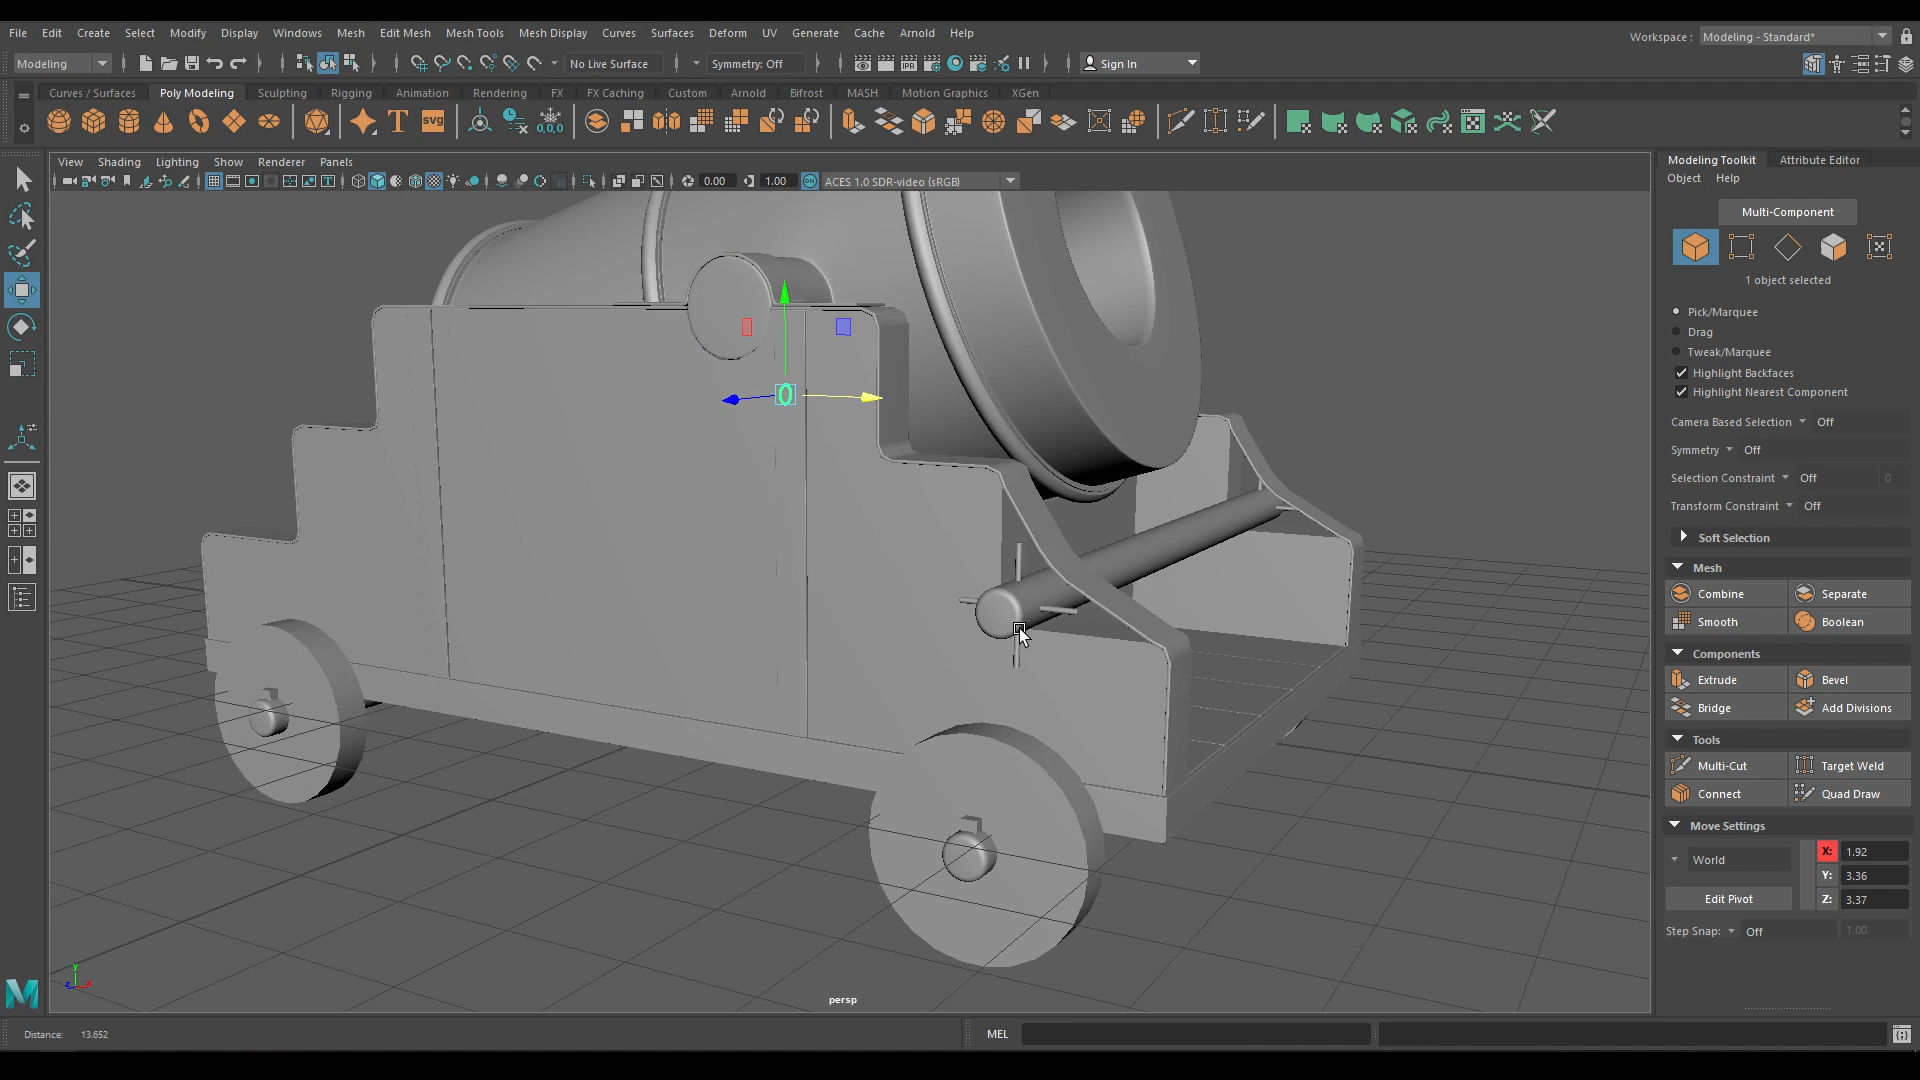 File Edit Create Select Modify Display Windows Mesh Edit Mesh Mesh Tools Mesh Display Curves Surfaces Deform UV Generate Cache Arnold Help
Workspace : Modeling - Standard*
Modeling No Live Surface Symmetry: Off Sign In
Curves / Surfaces Poly Modeling Sculpting Rigging Animation Rendering FX FX Caching Custom Arnold Bifrost MASH Motion Graphics XGen
View Shading Lighting Show Renderer Panels
0.00 1.00 ACES 1.0 SDR-video (sRGB)
Modeling Toolkit Attribute Editor
Object Help
Multi-Component
1 object selected
Pick/Marquee
Drag
Tweak/Marquee
Highlight Backfaces
Highlight Nearest Component
Camera Based Selection Off
Symmetry Off
Selection Constraint Off 0
Transform Constraint Off
Soft Selection
Mesh
Combine Separate
Smooth Boolean
Components
Extrude Bevel
Bridge Add Divisions
Tools
Multi-Cut Target Weld
Connect Quad Draw
Move Settings
World X: 1.92
Y: 3.36
Edit Pivot Z: 3.37
Step Snap: Off 1.00
y
z x
persp
Distance: 13.652 MEL